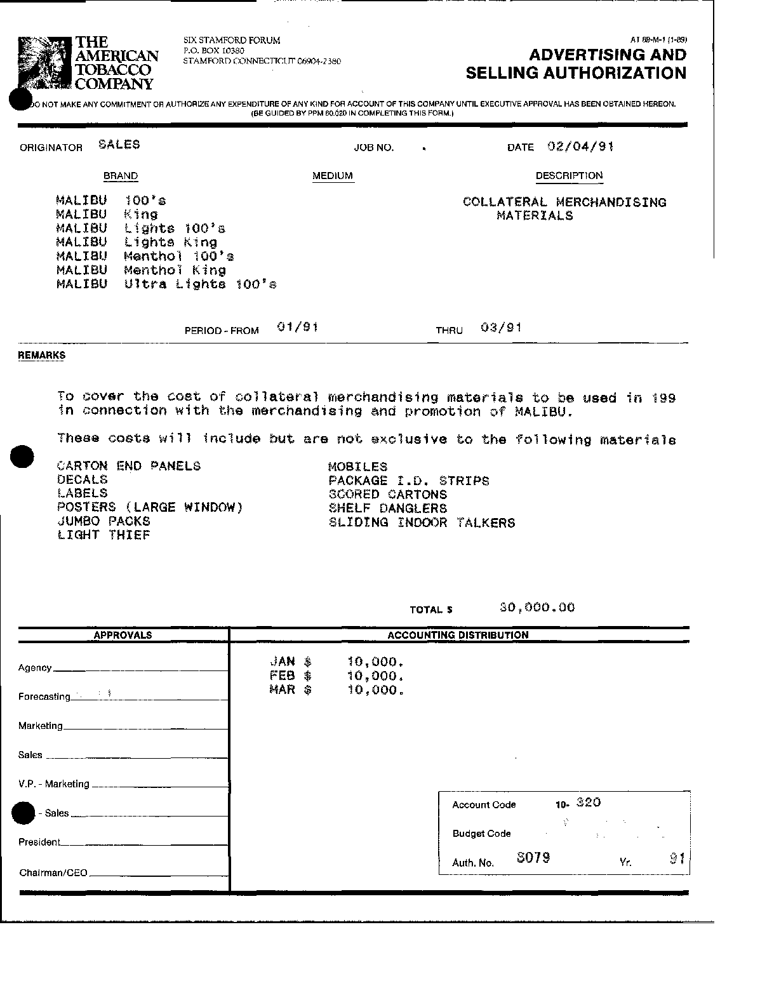 THE
AMERICAN
TOBACCO
COMPANY
SIX STAMFORD FORUM
P.O. BOX 10380
STAMFORD CONNECTICUT 06904-2380
A1 89-M-1 (1-89)
ADVERTISING AND
SELLING AUTHORIZATION
DO NOT MAKE ANY COMMITMENT OR AUTHORIZE ANY EXPENDITURE OF ANY KIND FOR ACCOUNT OF THIS COMPANY UNTIL EXECUTIVE APPROVAL HAS BEEN OBTAINED HEREON.
(BE GUIDED BY PPM 60.020 IN COMPLETING THIS FORM.)
ORIGINATOR SALES JOB NO. DATE 02/04/91
BRAND MEDIUM DESCRIPTION
MALIBU 100's COLLATERAL MERCHANDISING
MALIBU King MATERIALS
MALIBU Lights 100's
MALIBU Lights King
MALIBU Menthol 100's
MALIBU Menthol King
MALIBU Ultra Lights 100's
PERIOD - FROM 01/91 THRU 03/91
REMARKS
To cover the cost of collateral merchandising materials to be used in 199
in connection with the merchandising and promotion of MALIBU.
These costs will include but are not exclusive to the following materials
CARTON END PANELS MOBILES
DECALS PACKAGE I.D. STRIPS
LABELS SCORED CARTONS
POSTERS (LARGE WINDOW) SHELF DANGLERS
JUMBO PACKS SLIDING INDOOR TALKERS
LIGHT THIEF
TOTAL $ 30,000.00
APPROVALS ACCOUNTING DISTRIBUTION
JAN $ 10,000.
Agency FEB $ 10,000.
Forecasting MAR $ 10,000.
Marketing
Sales
V.P. - Marketing
Account Code 10- 320
- Sales
Budget Code
President
Auth. No. 3079 Yr. 91
Chairman/CEO